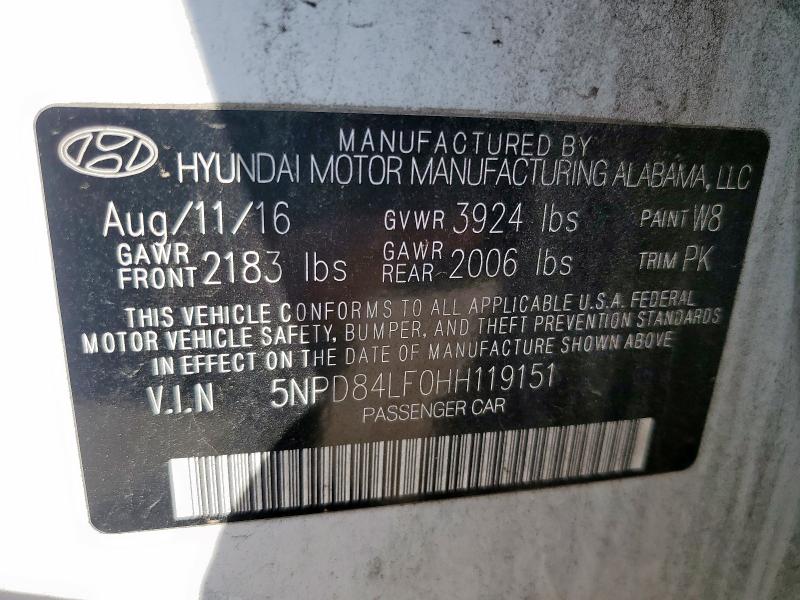 MANUFACTURED BY
HYUNDAI MOTOR MANUFACTURING ALABAMA, LLC
Aug/11/16 GVWR 3924 lbs PAINT W8
GAWR FRONT 2183 lbs GAWR REAR 2006 lbs TRIM PK
THIS VEHICLE CONFORMS TO ALL APPLICABLE U.S.A. FEDERAL
MOTOR VEHICLE SAFETY, BUMPER, AND THEFT PREVENTION STANDARDS
IN EFFECT ON THE DATE OF MANUFACTURE SHOWN ABOVE
V.I.N 5NPD84LF0HH119151
PASSENGER CAR